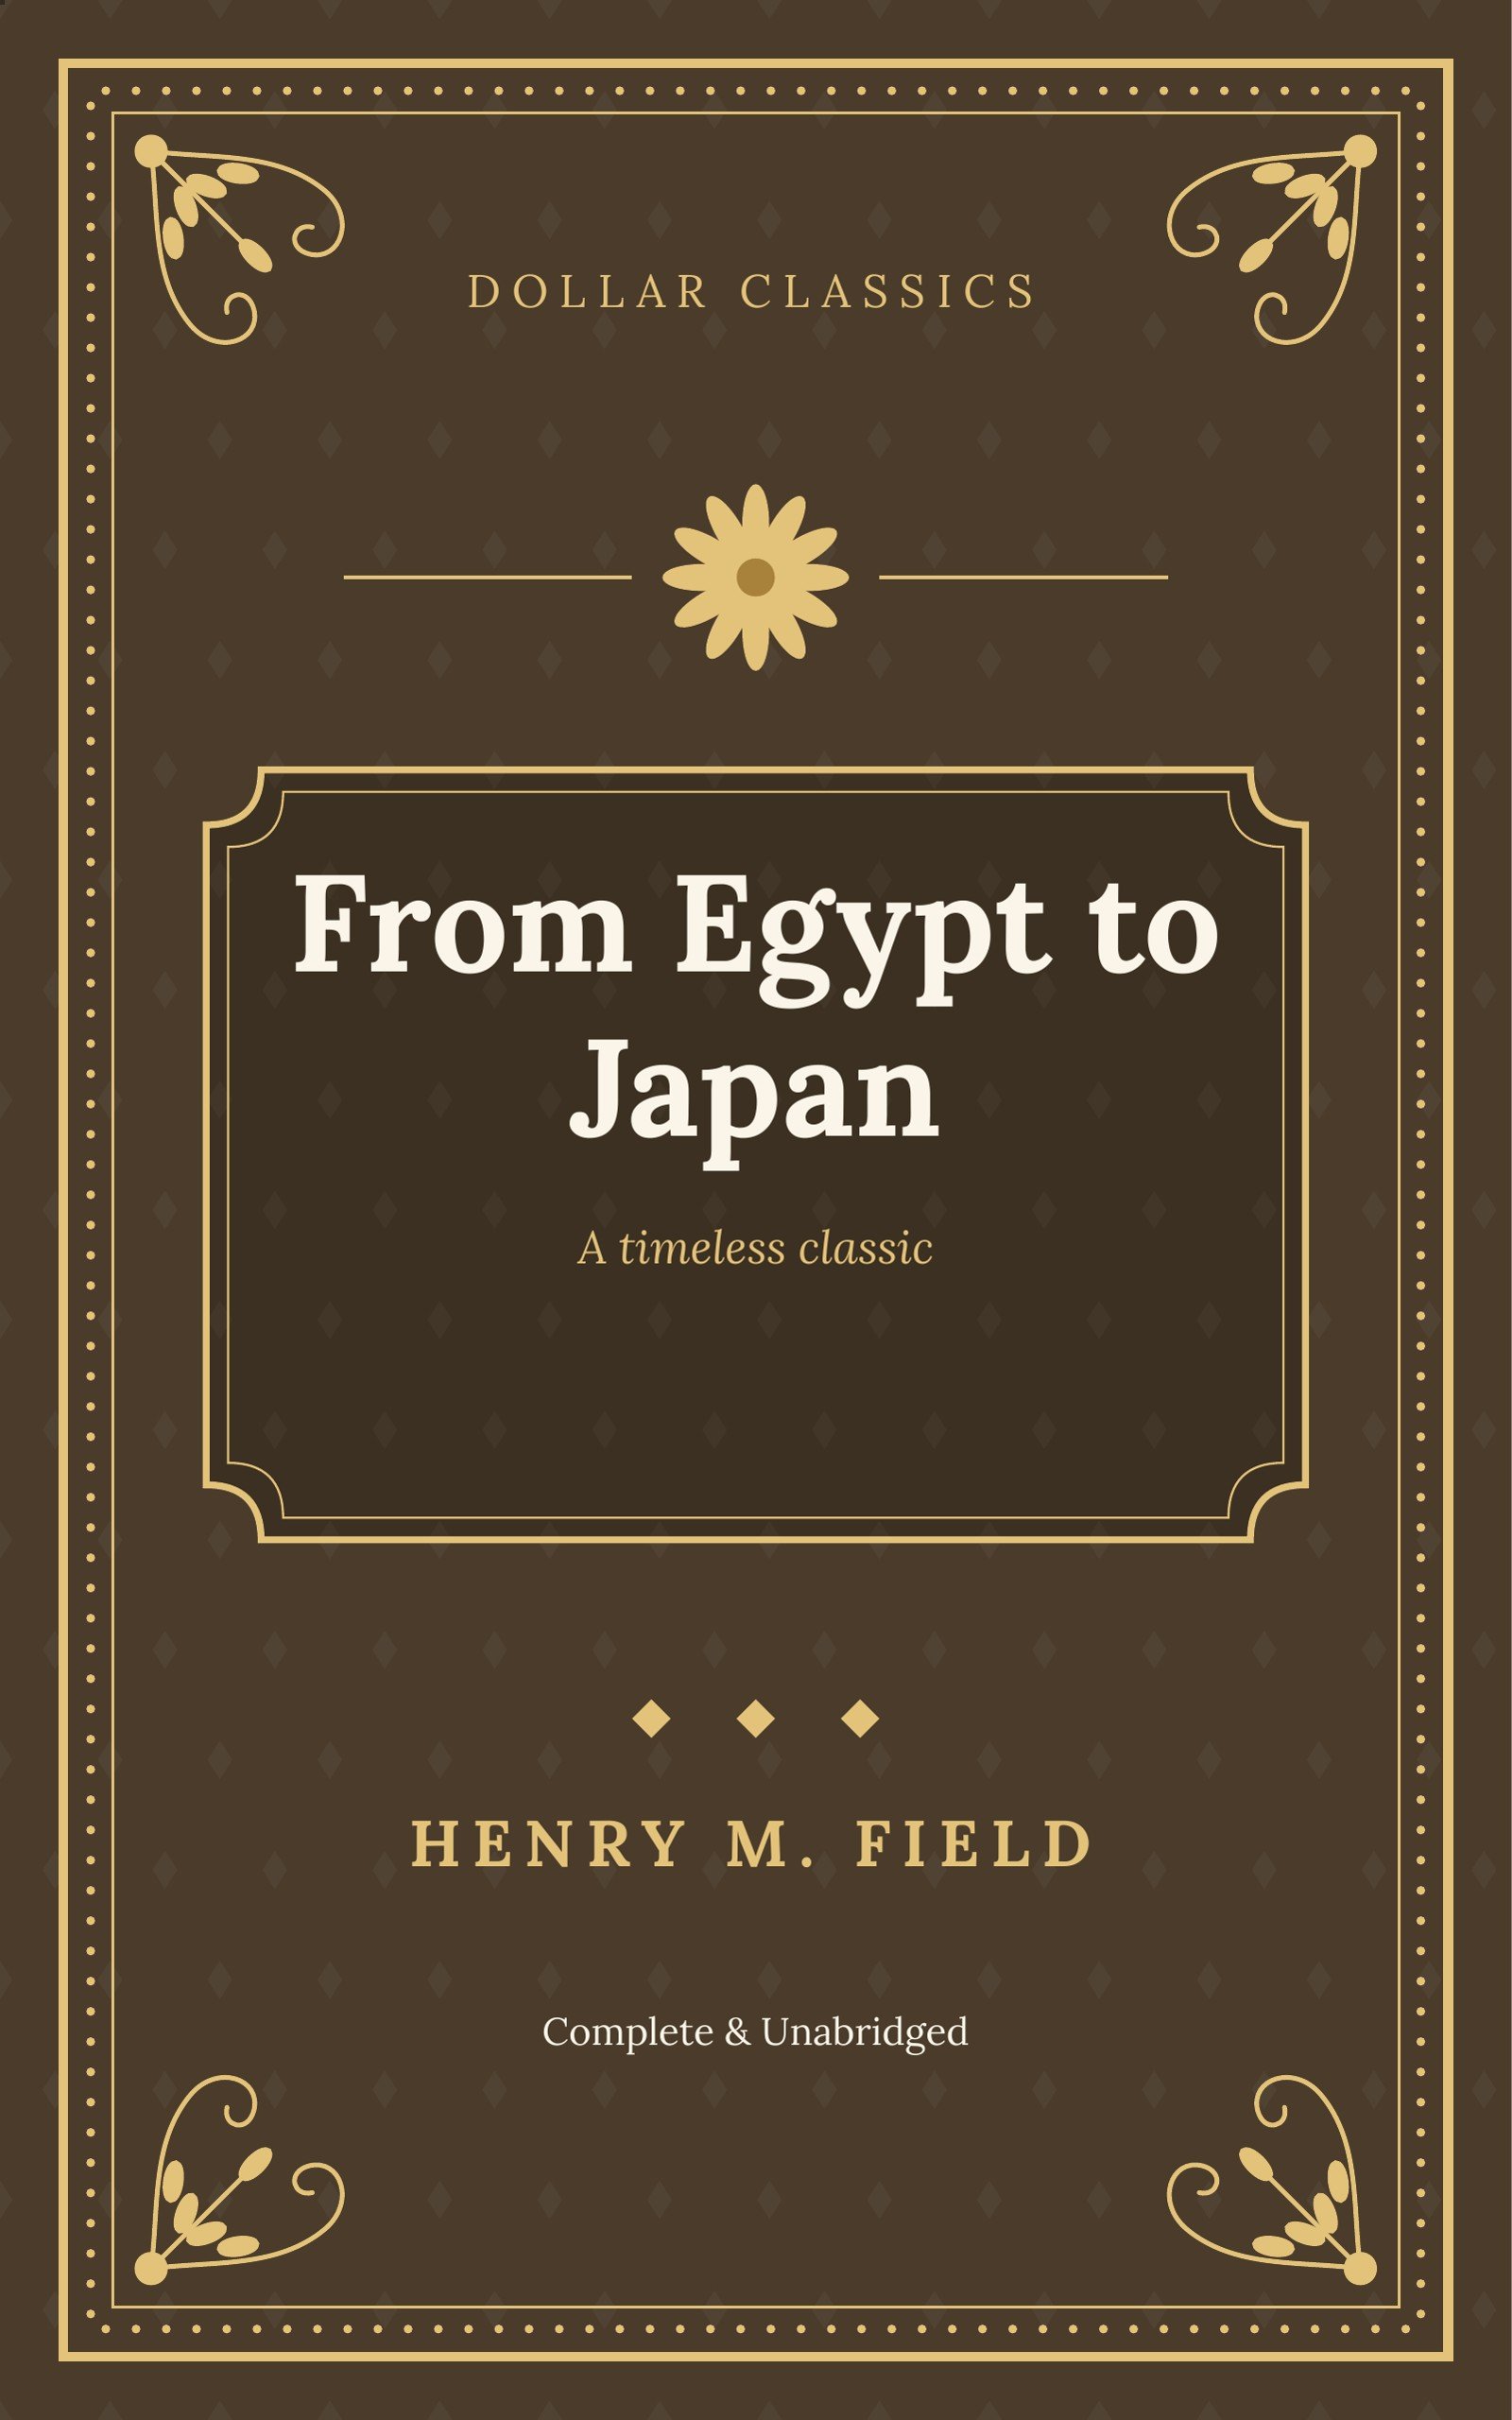 DOLLAR CLASSICS
From Egypt to
Japan
A timeless classic
HENRY M. FIELD
Complete & Unabridged